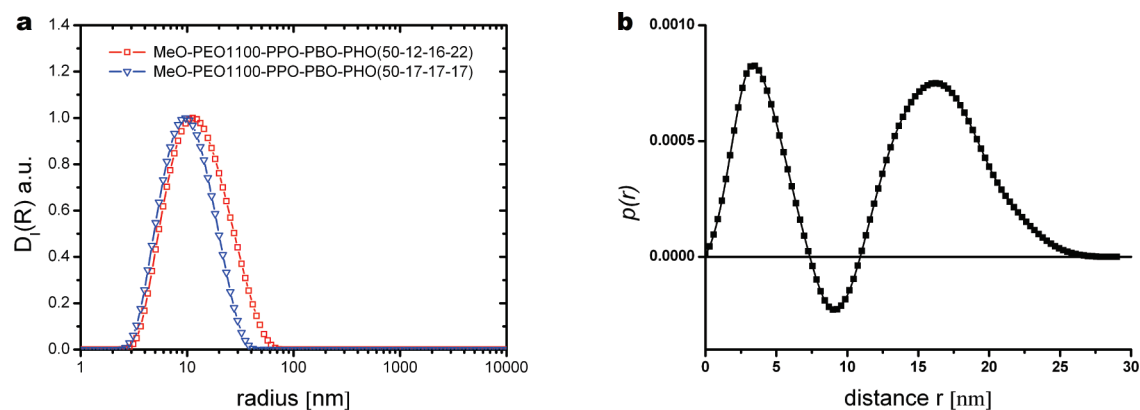 a
1.4
1.2
1.0
0.8
0.6
0.4
0.2
0.0
D_I(R) a.u.
MeO-PEO1100-PPO-PBO-PHO(50-12-16-22)
MeO-PEO1100-PPO-PBO-PHO(50-17-17-17)
1 10 100 1000 10000
radius [nm]
b
0.0010
0.0005
0.0000
p(r)
0 5 10 15 20 25 30
distance r [nm]